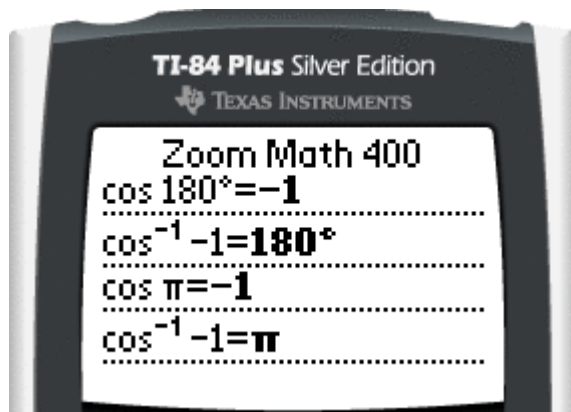 TI-84 Plus Silver Edition
TEXAS INSTRUMENTS
Zoom Math 400
cos 180°=-1
cos⁻¹ -1=180°
cos π=-1
cos⁻¹ -1=π